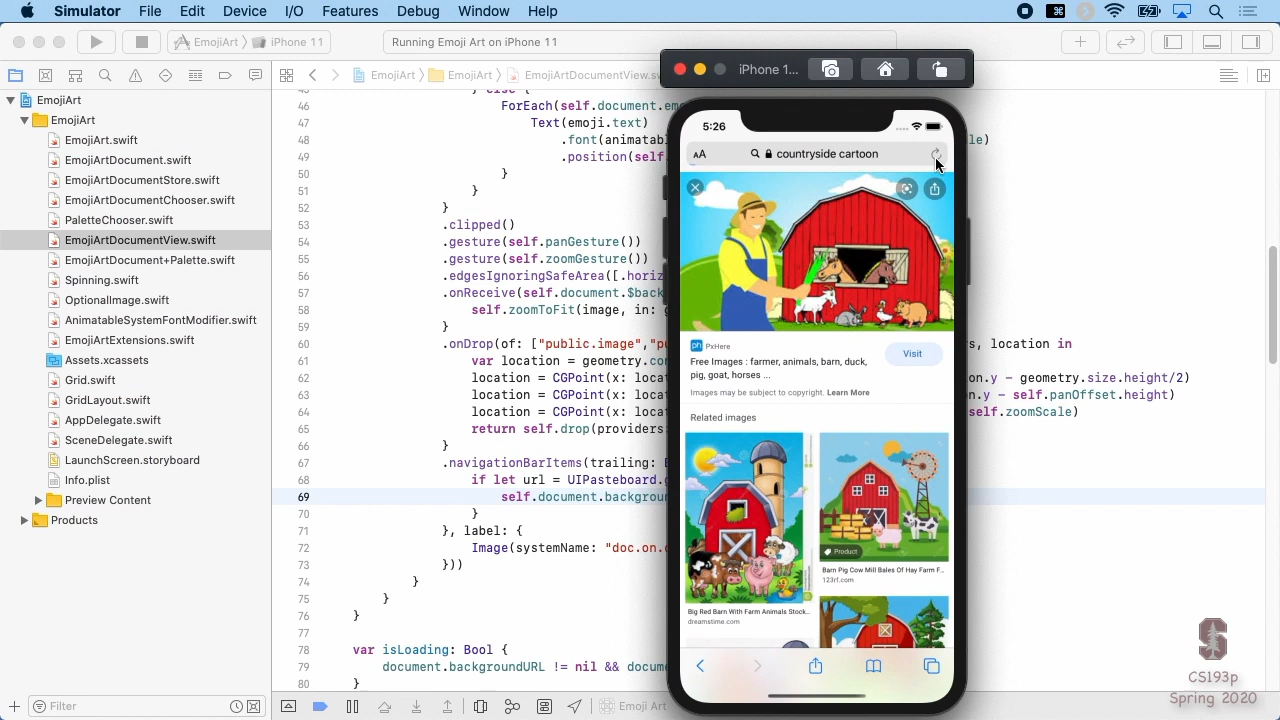 Simulator File Edit Device I/O Features Debug Window Help
EmojiArt iPhone 11
Running Emoji Art on iPhone 11
iPhone 1...
EmojiArt EmojiArt EmojiArtDocumentView.sw
EmojiArt
EmojiArt
EmojiArt.swift
EmojiArtDocument.swift
EmojiArtDocumentStore.swift
EmojiArtDocumentChooser.swift
PaletteChooser.swift
EmojiArtDocumentView.swift
EmojiArtDocument+Palette.swift
Spinning.swift
OptionalImage.swift
AnimatableSystemFontModifier.swift
EmojiArtExtensions.swift
Assets.xcassets
Grid.swift
GridLayout.swift
AppDelegate.swift
SceneDelegate.swift
LaunchScreen.storyboard
Info.plist
Preview Content
Products
Filter
45 } else {
46 ForEach(self.document.emo
47 Text(emoji.text)
48 .font(animatabl le)
49 .position(self.
50 }
51 }
52 }
53 .clipped()
54 .gesture(self.panGesture())
55 .gesture(self.zoomGesture())
56 .edgesIgnoringSafeArea([.horiz
57 .onReceive(self.document.$back
58 self.zoomToFit(image, in: g
59 }
60 .onDrop(of: ["public.image","pu s, location in
61 var location = geometry.con
62 location = CGPoint(x: locat on.y - geometry.size.height/2)
63 location = CGPoint(x: locat n.y - self.panOffset.height)
64 location = CGPoint(x: locat self.zoomScale)
65 return self.drop(providers:
66 }
67 .navigationBarItems(trailing: B
68 if let url = UIPasteboard.g
69 self.document.backgroun
70 }
71 }, label: {
72 Image(systemName: "doc.on.c
73 }))
74 }
75 }
76 }
77
78 var isLoading: Bool {
79 document.backgroundURL != nil && docume
80 }
Emoji Art
5:26
AA countryside cartoon
ph PxHere
Free Images : farmer, animals, barn, duck,
pig, goat, horses ...
Visit
Images may be subject to copyright. Learn More
Related images
Product
Big Red Barn With Farm Animals Stock...
dreamstime.com
Barn Pig Cow Mill Bales Of Hay Farm F...
123rf.com
CS193p
Spring 2020